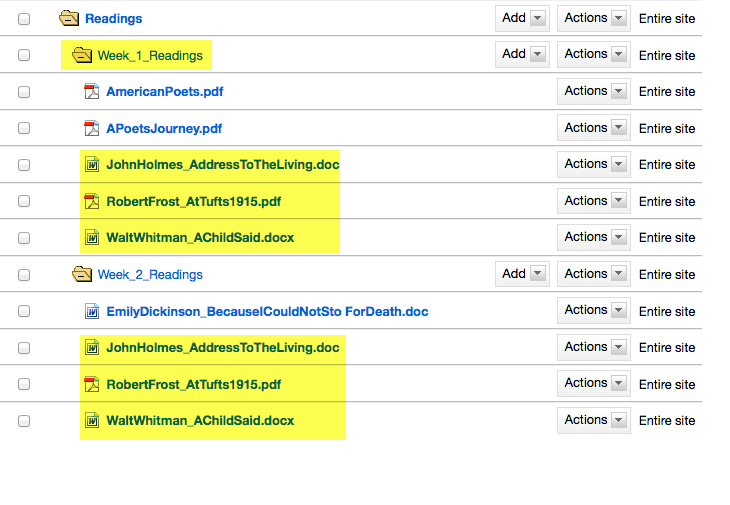 Readings Add Actions Entire site
Week_1_Readings Add Actions Entire site
AmericanPoets.pdf Actions Entire site
APoetsJourney.pdf Actions Entire site
JohnHolmes_AddressToTheLiving.doc Actions Entire site
RobertFrost_AtTufts1915.pdf Actions Entire site
WaltWhitman_AChildSaid.docx Actions Entire site
Week_2_Readings Add Actions Entire site
EmilyDickinson_BecauseICouldNotSto ForDeath.doc Actions Entire site
JohnHolmes_AddressToTheLiving.doc Actions Entire site
RobertFrost_AtTufts1915.pdf Actions Entire site
WaltWhitman_AChildSaid.docx Actions Entire site